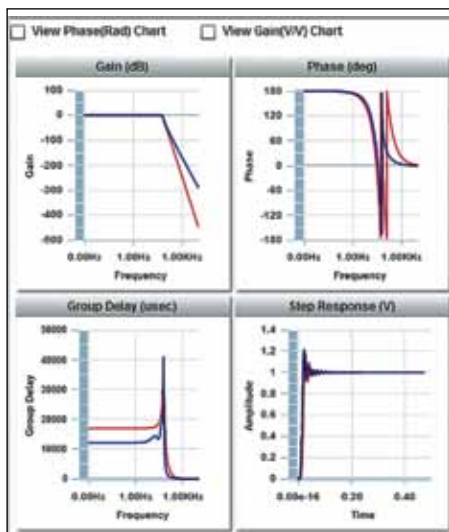 View Phase(Rad) Chart
View Gain(V/V) Chart
Gain (dB)
100
0
-100
-200
-300
-400
-500
Gain
0.00Hz 1.00Hz 1.00KHz
Frequency
Phase (deg)
180
120
60
0
-60
-120
-180
Phase
0.00Hz 1.00Hz 1.00KHz
Frequency
Group Delay (usec)
50000
40000
30000
20000
10000
0
Group Delay
0.00Hz 1.00Hz 1.00KHz
Frequency
Step Response (V)
1.4
1.2
1
0.8
0.6
0.4
0.2
0
Amplitude
0.00e-16 0.20 0.40
Time